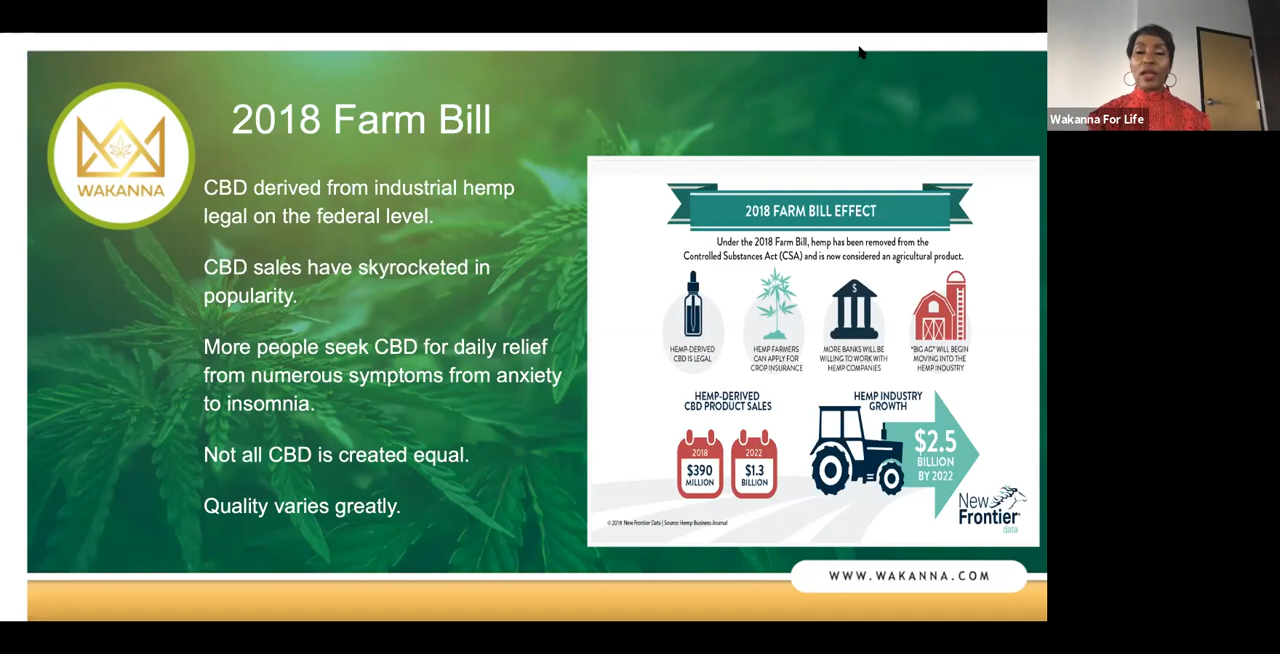 WAKANNA
2018 Farm Bill
CBD derived from industrial hemp
legal on the federal level.
CBD sales have skyrocketed in
popularity.
More people seek CBD for daily relief
from numerous symptoms from anxiety
to insomnia.
Not all CBD is created equal.
Quality varies greatly.
2018 FARM BILL EFFECT
Under the 2018 Farm Bill, hemp has been removed from the
Controlled Substances Act (CSA) and is now considered an agricultural product.
$
HEMP-DERIVED
CBD IS LEGAL
HEMP FARMERS
CAN APPLY FOR
CROP INSURANCE
MORE BANKS WILL BE
WILLING TO WORK WITH
HEMP COMPANIES
"BIG AG" WILL BEGIN
MOVING INTO THE
HEMP INDUSTRY
HEMP-DERIVED
CBD PRODUCT SALES
2018
$390
MILLION
2022
$1.3
BILLION
HEMP INDUSTRY
GROWTH
$2.5
BILLION
BY 2022
New
Frontier
data
© 2018 New Frontier Data | Source: Hemp Business Journal
WWW.WAKANNA.COM
Wakanna For Life